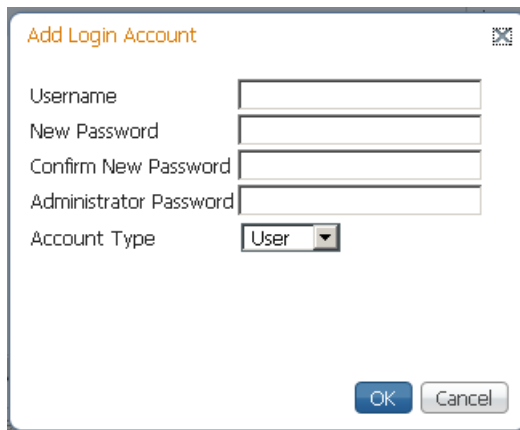 Add Login Account
Username
New Password
Confirm New Password
Administrator Password
Account Type User
OK Cancel